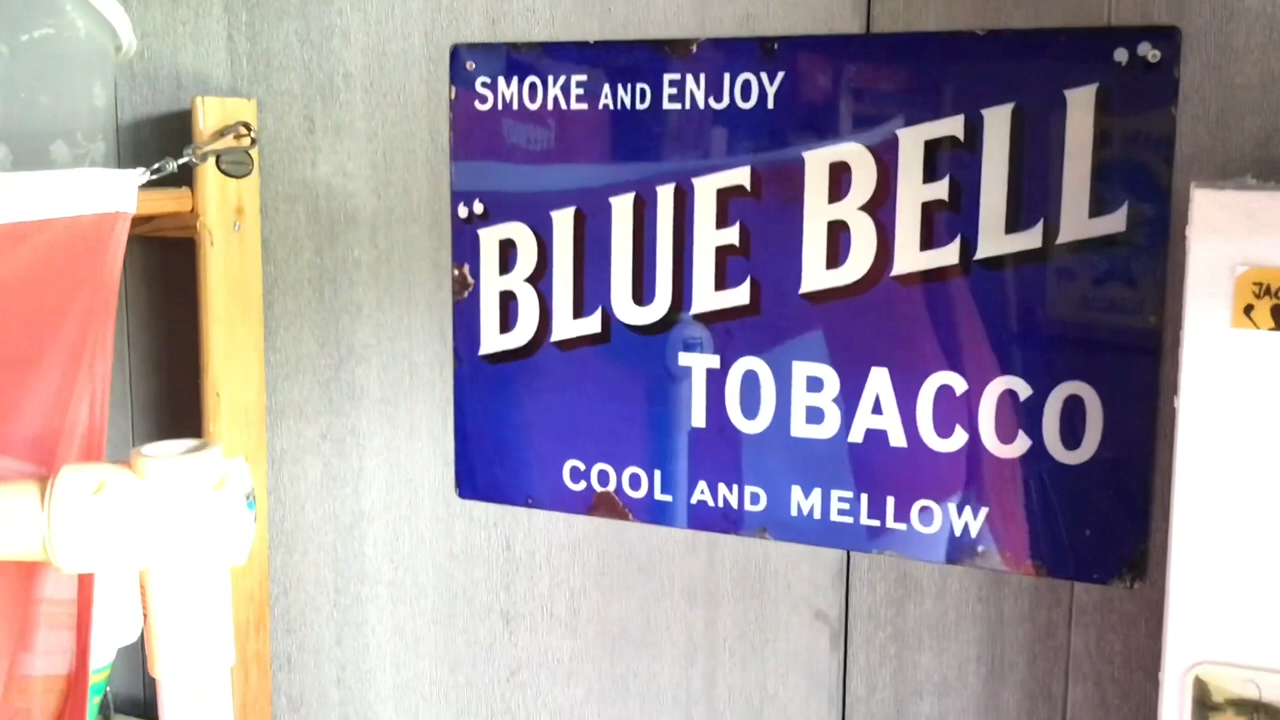 SMOKE AND ENJOY
"BLUE BELL"
TOBACCO
COOL AND MELLOW